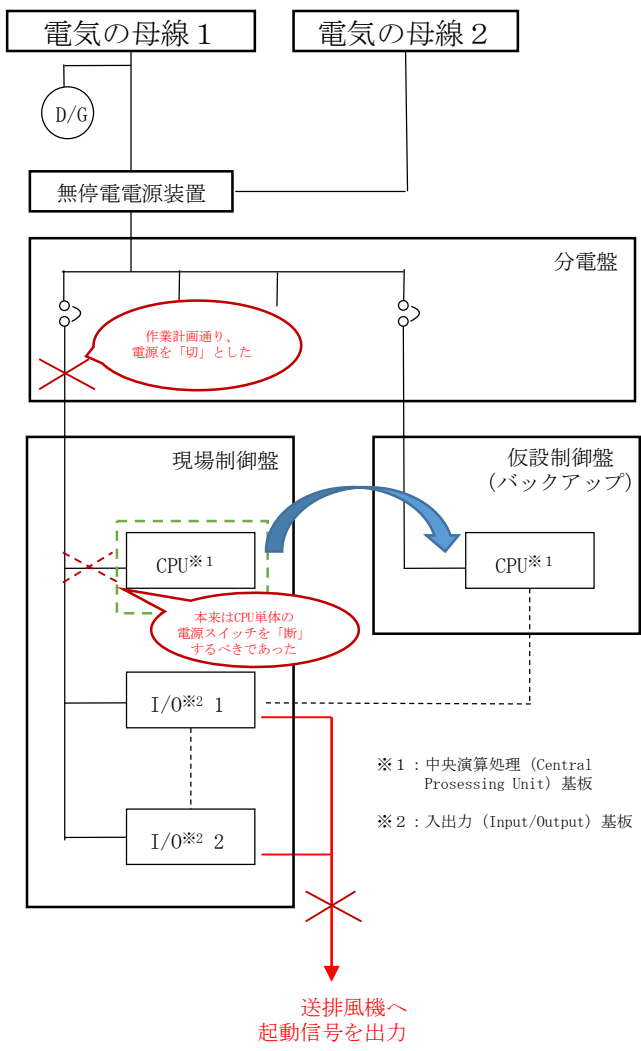 電気の母線１
電気の母線２
D/G
無停電電源装置
分電盤
作業計画通り、
電源を「切」とした
現場制御盤
仮設制御盤
（バックアップ）
CPU※1
CPU※1
本来はCPU単体の
電源スイッチを「断」
するべきであった
I/O※2 1
※１：中央演算処理（Central
Prosessing Unit）基板
※２：入出力（Input/Output）基板
I/O※2 2
送排風機へ
起動信号を出力